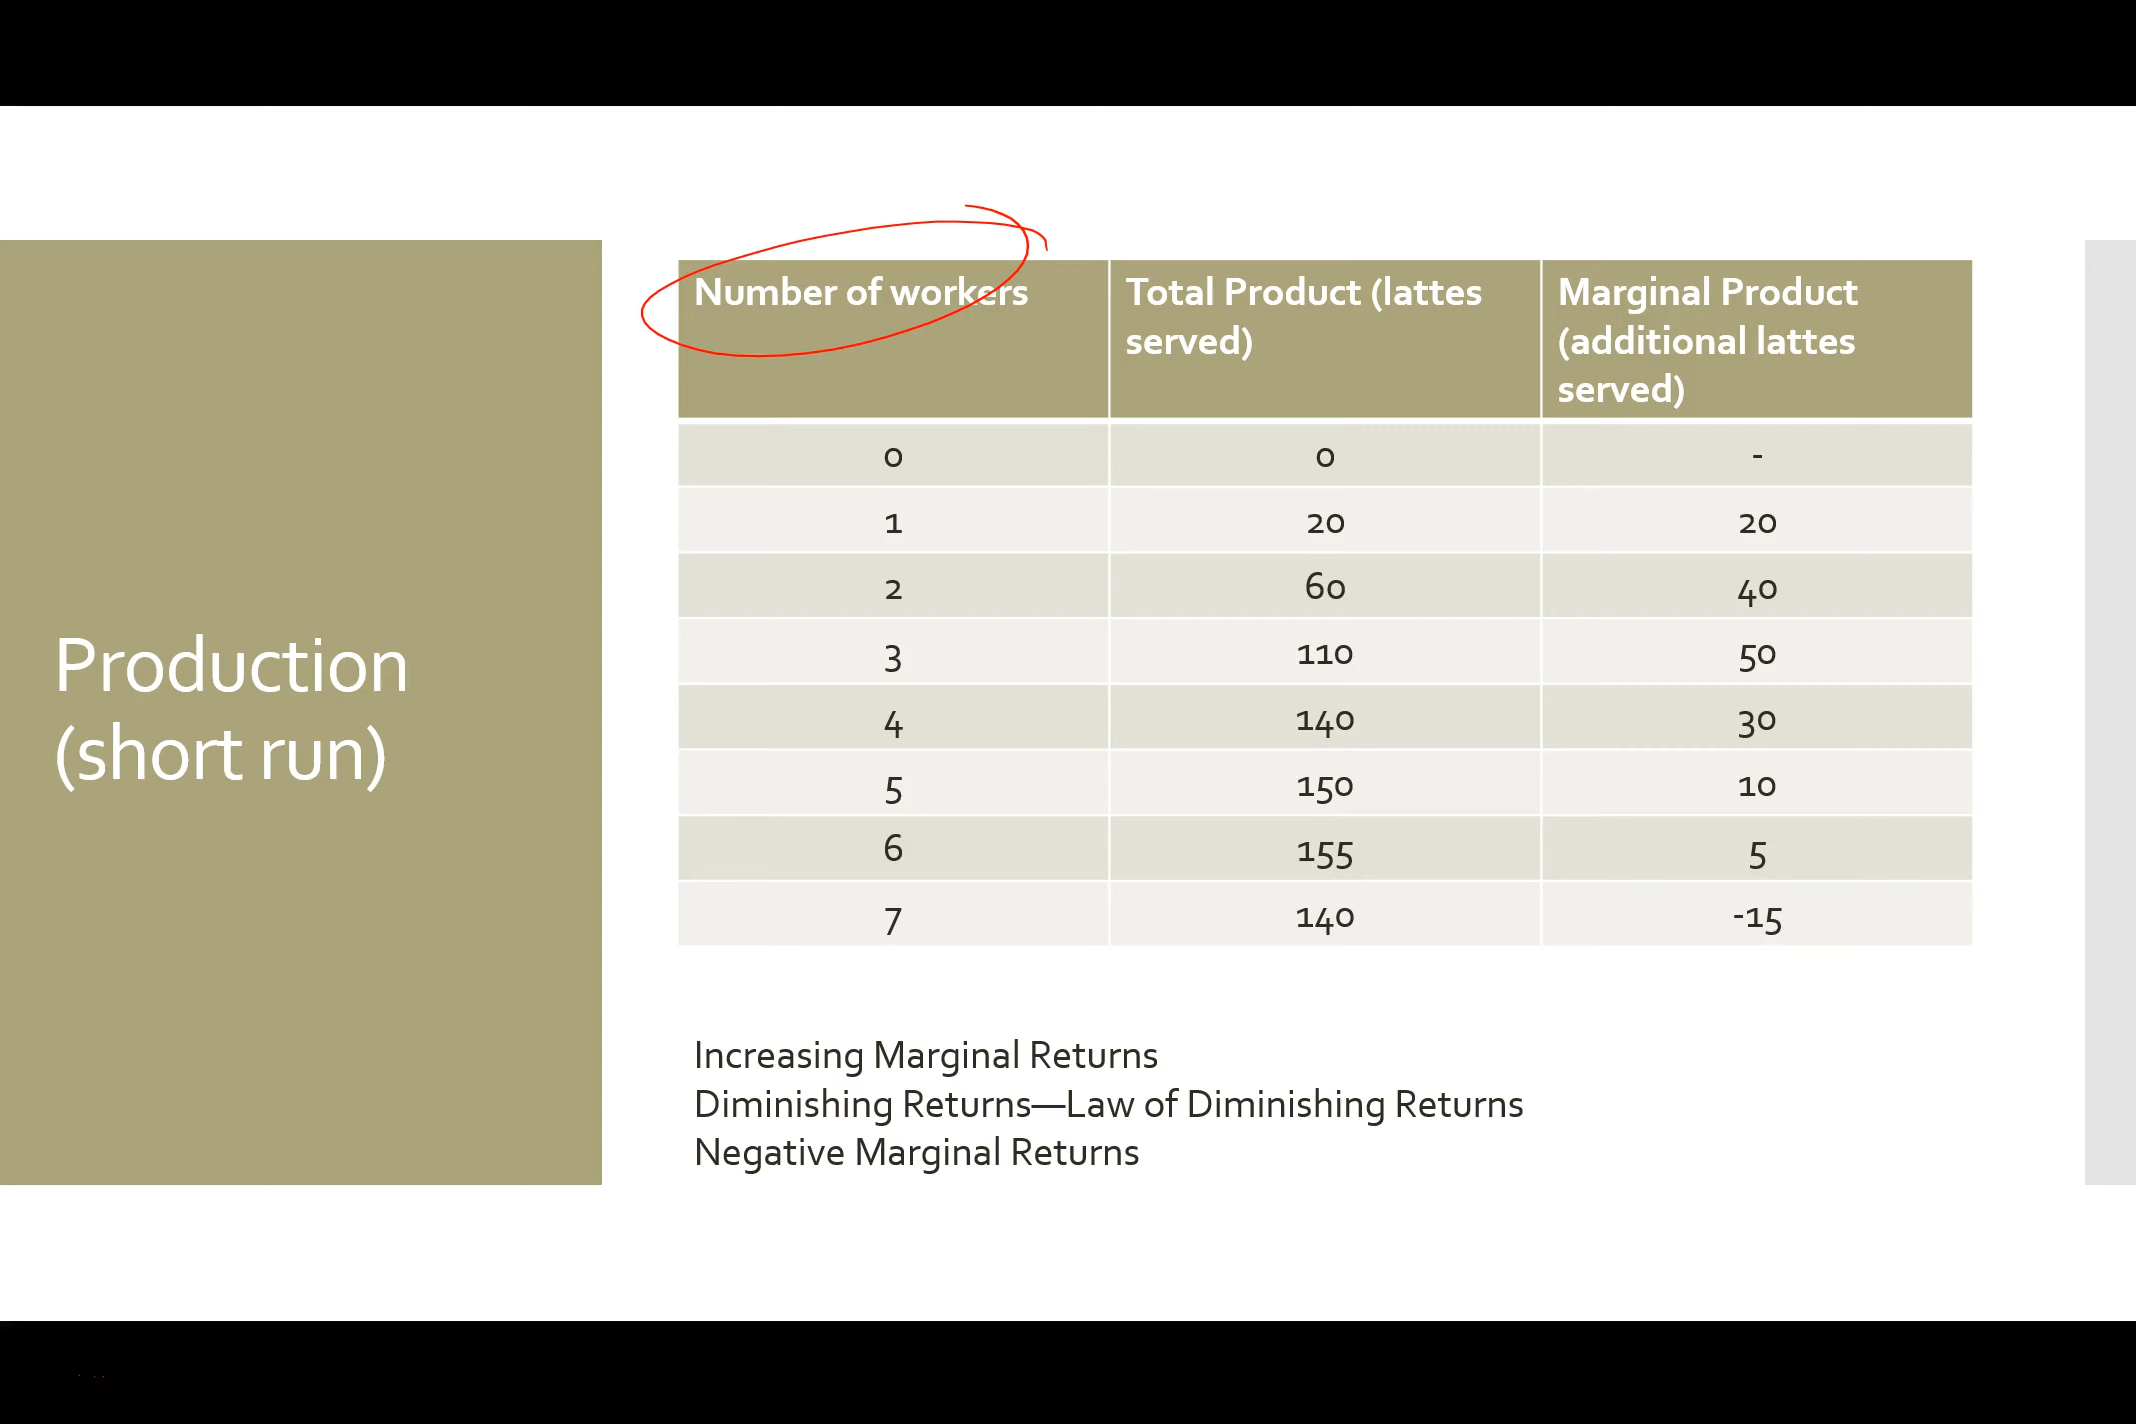 Production
(short run)
Number of workers
Total Product (lattes
served)
Marginal Product
(additional lattes
served)
0 0 -
1 20 20
2 60 40
3 110 50
4 140 30
5 150 10
6 155 5
7 140 -15
Increasing Marginal Returns
Diminishing Returns—Law of Diminishing Returns
Negative Marginal Returns